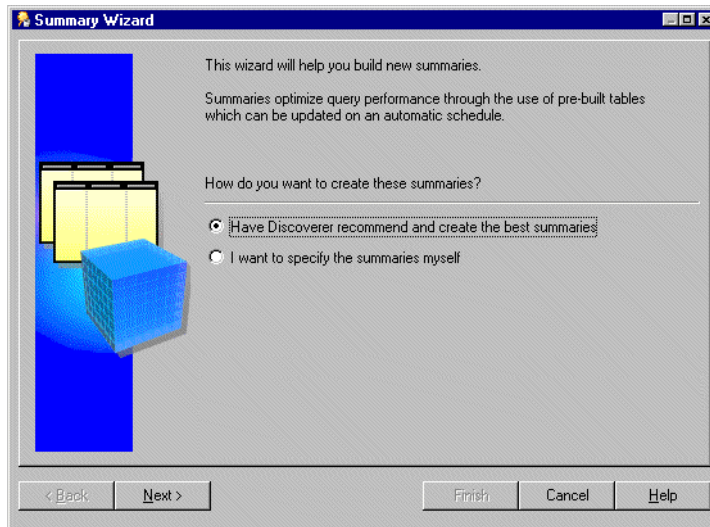 Summary Wizard
This wizard will help you build new summaries.
Summaries optimize query performance through the use of pre-built tables
which can be updated on an automatic schedule.
How do you want to create these summaries?
Have Discoverer recommend and create the best summaries
I want to specify the summaries myself
< Back
Next >
Finish
Cancel
Help